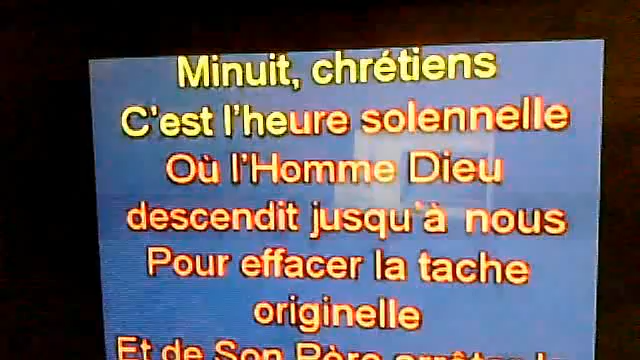 Minuit, chrétiens
C'est l'heure solennelle
Où l'Homme Dieu
descendit jusqu'à nous
Pour effacer la tache
originelle
Et de Son Père arrêter